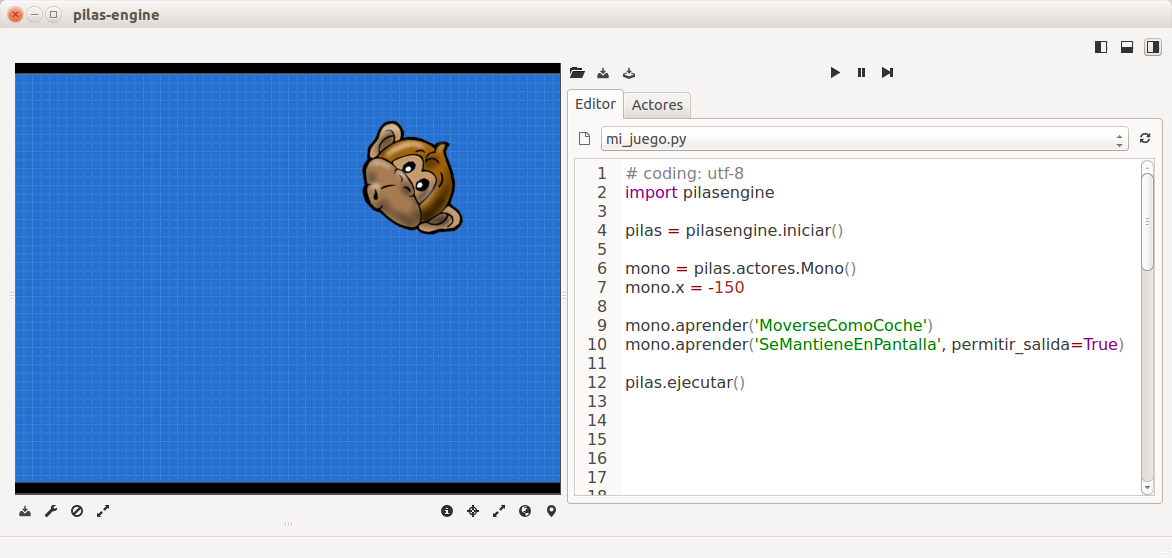 pilas-engine
Editor
Actores
mi_juego.py
1 # coding: utf-8
2 import pilasengine
3
4 pilas = pilasengine.iniciar()
5
6 mono = pilas.actores.Mono()
7 mono.x = -150
8
9 mono.aprender('MoverseComoCoche')
10 mono.aprender('SeMantieneEnPantalla', permitir_salida=True)
11
12 pilas.ejecutar()
13
14
15
16
17
18